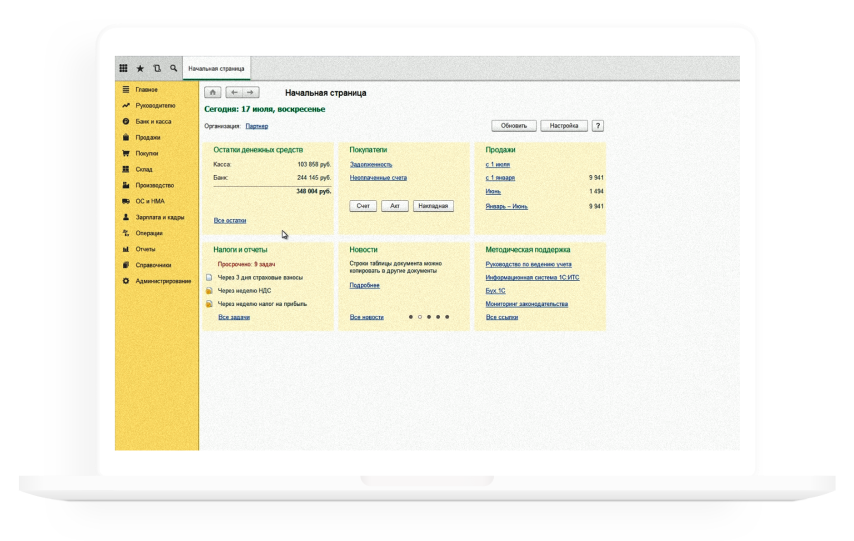 Начальная страница
Главное
Руководителю
Банк и касса
Продажи
Покупки
Склад
Производство
ОС и НМА
Зарплата и кадры
Операции
Отчеты
Справочники
Администрирование
Начальная страница
Сегодня: 17 июля, воскресенье
Организация: Партнер
Обновить Настройка ?
Остатки денежных средств
Касса: 103 858 руб.
Банк: 244 145 руб.
348 004 руб.
Все остатки
Покупатели
Задолженность
Неоплаченные счета
Счет Акт Накладная
Продажи
с 1 июля
с 1 января 9 941
Июнь 1 494
Январь – Июнь 9 941
Налоги и отчеты
Просрочено: 9 задач
Через 3 дня страховые взносы
Через неделю НДС
Через неделю налог на прибыль
Все задачи
Новости
Строки таблицы документа можно
копировать в другие документы
Подробнее
Все новости
Методическая поддержка
Руководство по ведению учета
Информационная система 1С:ИТС
Бух.1С
Мониторинг законодательства
Все ссылки